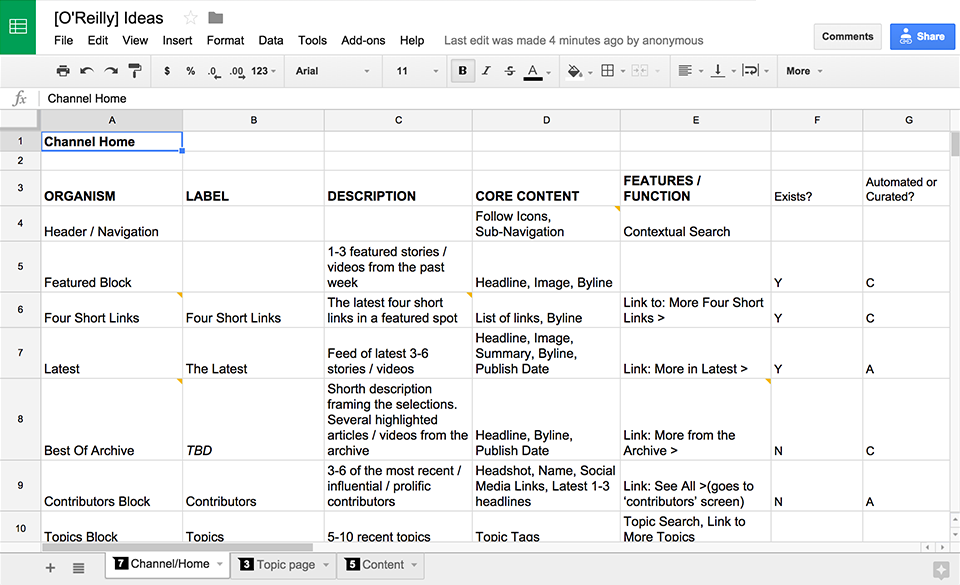 [O'Reilly] Ideas
File Edit View Insert Format Data Tools Add-ons Help Last edit was made 4 minutes ago by anonymous
Comments
Share
$ % .0 .00 123 Arial 11 B I S A More
fx Channel Home
A B C D E F G
1 Channel Home
2
3 ORGANISM LABEL DESCRIPTION CORE CONTENT FEATURES /
FUNCTION Exists? Automated or
Curated?
4 Header / Navigation Follow Icons,
Sub-Navigation Contextual Search
5 Featured Block 1-3 featured stories /
videos from the past
week Headline, Image, Byline Y C
6 Four Short Links Four Short Links The latest four short
links in a featured spot List of links, Byline Link to: More Four Short
Links > Y C
7 Latest The Latest Feed of latest 3-6
stories / videos Headline, Image,
Summary, Byline,
Publish Date Link: More in Latest > Y A
8 Best Of Archive TBD Shorth description
framing the selections.
Several highlighted
articles / videos from the
archive Headline, Byline,
Publish Date Link: More from the
Archive > N C
9 Contributors Block Contributors 3-6 of the most recent /
influential / prolific
contributors Headshot, Name, Social
Media Links, Latest 1-3
headlines Link: See All >(goes to
‘contributors’ screen) N A
10 Topics Block Topics 5-10 recent topics Topic Tags Topic Search, Link to
More Topics
7 Channel/Home 3 Topic page 5 Content